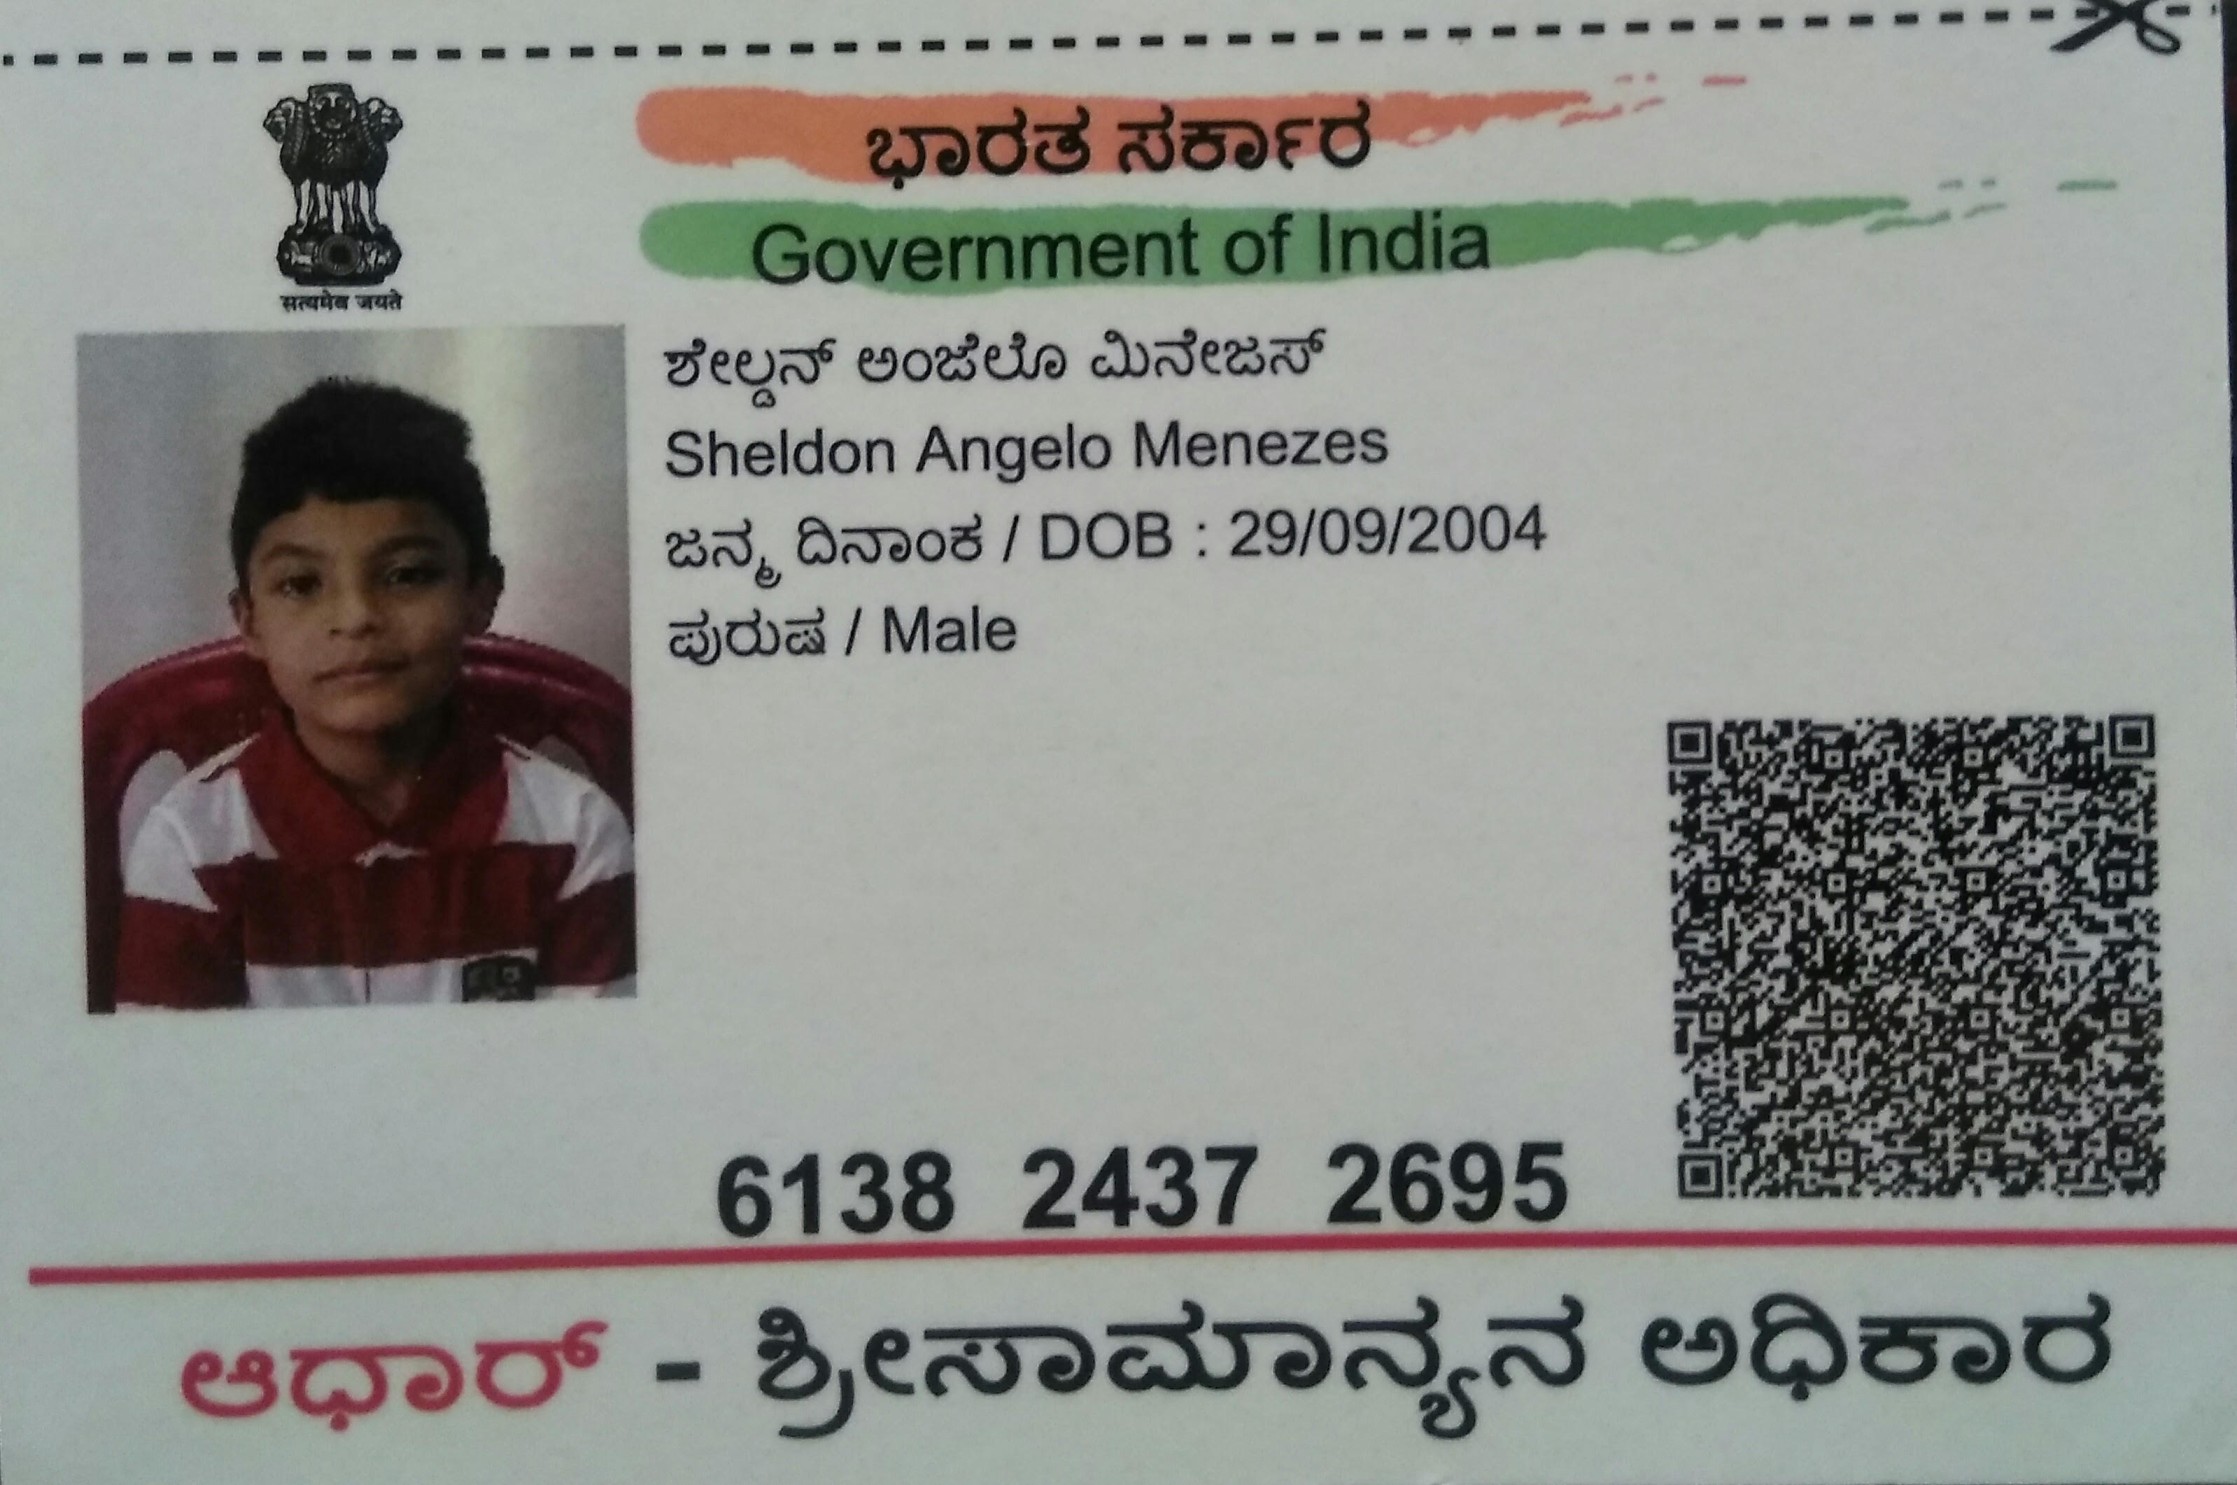 सत्यमेव जयते
ಭಾರತ ಸರ್ಕಾರ
Government of India
ಶೇಲ್ಡನ್ ಅಂಜೆಲೊ ಮಿನೇಜಸ್
Sheldon Angelo Menezes
ಜನ್ಮ ದಿನಾಂಕ / DOB : 29/09/2004
ಪುರುಷ / Male
6138 2437 2695
ಆಧಾರ್ - ಶ್ರೀಸಾಮಾನ್ಯನ ಅಧಿಕಾರ